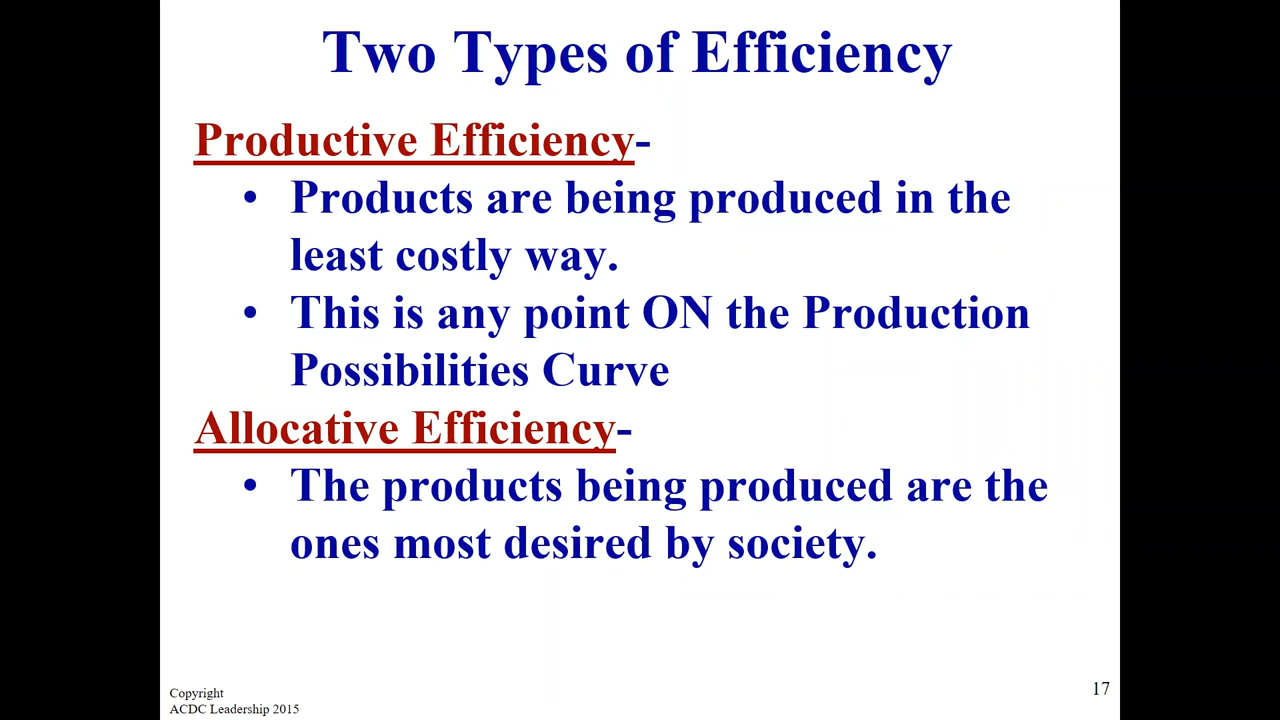 Two Types of Efficiency
Productive Efficiency-
• Products are being produced in the
least costly way.
• This is any point ON the Production
Possibilities Curve
Allocative Efficiency-
• The products being produced are the
ones most desired by society.
Copyright
ACDC Leadership 2015
17